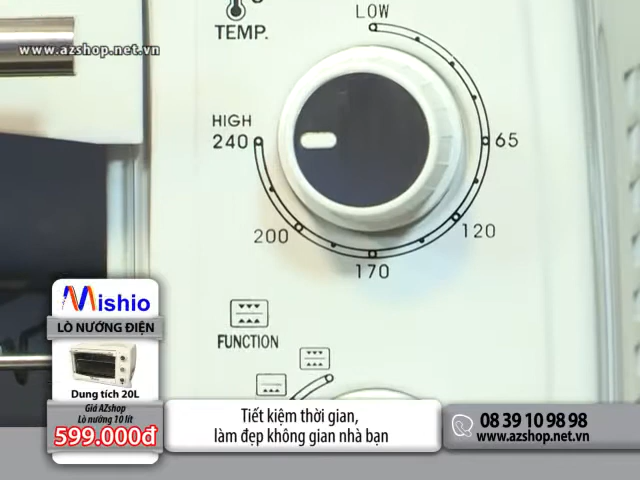 www.azshop.net.vn
TEMP.
LOW
HIGH
240
65
200
120
170
FUNCTION
Mishio
LÒ NƯỚNG ĐIỆN
Dung tích 20L
Giá AZshop
Lò nướng 10 lít
599.000đ
Tiết kiệm thời gian,
làm đẹp không gian nhà bạn
08 39 10 98 98
www.azshop.net.vn